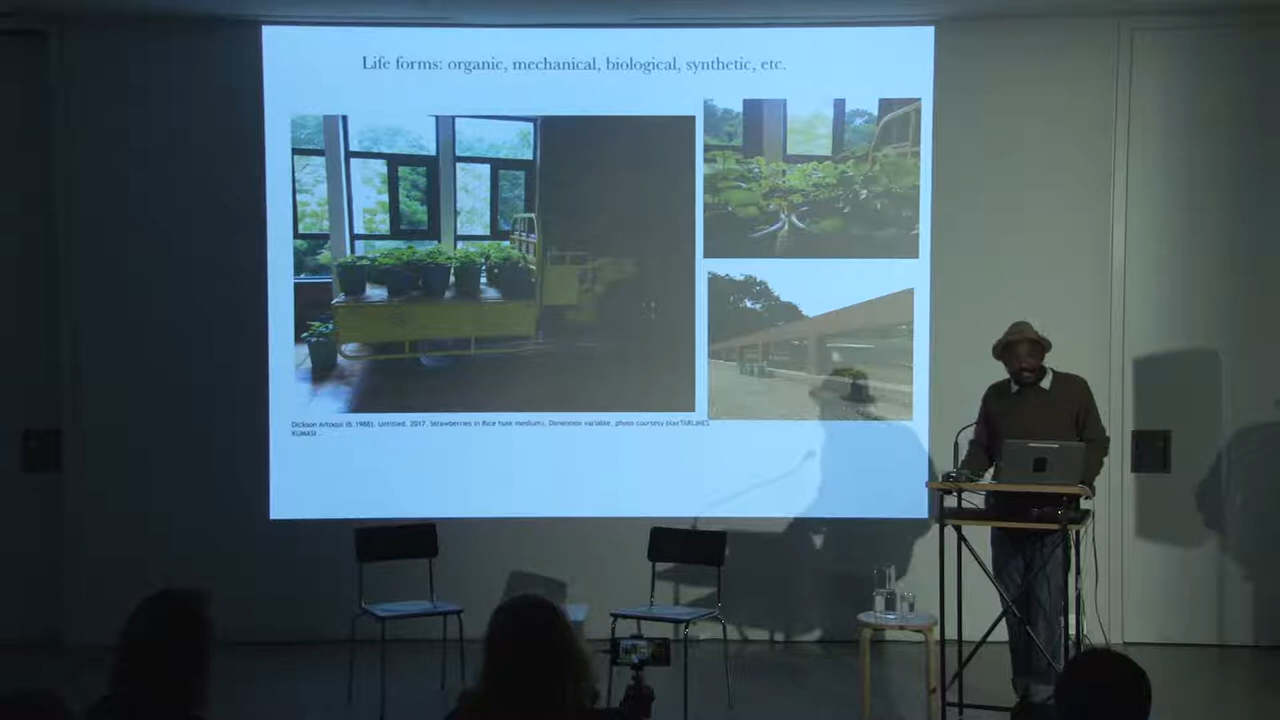 Life forms: organic, mechanical, biological, synthetic, etc.
Dickson Artoqui (b.1988). Untitled. 2017. Strawberries in Rice husk medium). Dimension variable, photo courtesy
KUMASI